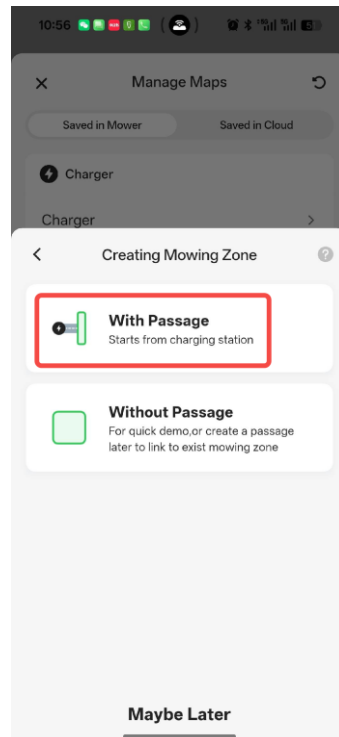 10:56
Manage Maps
Saved in Mower Saved in Cloud
Charger
Charger
Creating Mowing Zone
With Passage
Starts from charging station
Without Passage
For quick demo,or create a passage
later to link to exist mowing zone
Maybe Later